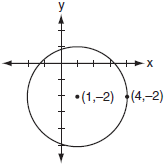 y
x
(1,–2)
(4,–2)